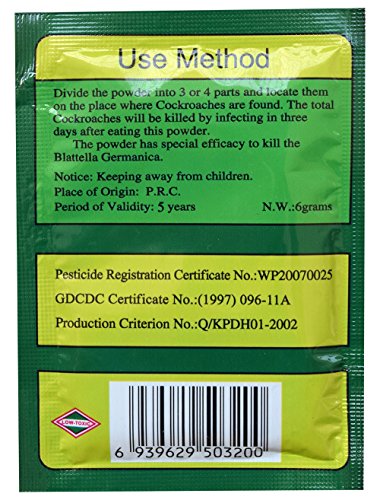 Use Method
Divide the powder into 3 or 4 parts and locate them
on the place where Cockroaches are found. The total
Cockroaches will be killed by infecting in three
days after eating this powder.
The powder has special efficacy to kill the
Blattella Germanica.
Notice: Keeping away from children.
Place of Origin: P.R.C.
Period of Validity: 5 years N.W.:6grams
Pesticide Registration Certificate No.:WP20070025
GDCDC Certificate No.:(1997) 096-11A
Production Criterion No.:Q/KPDH01-2002
LOW-TOXIC
6 939629 503200